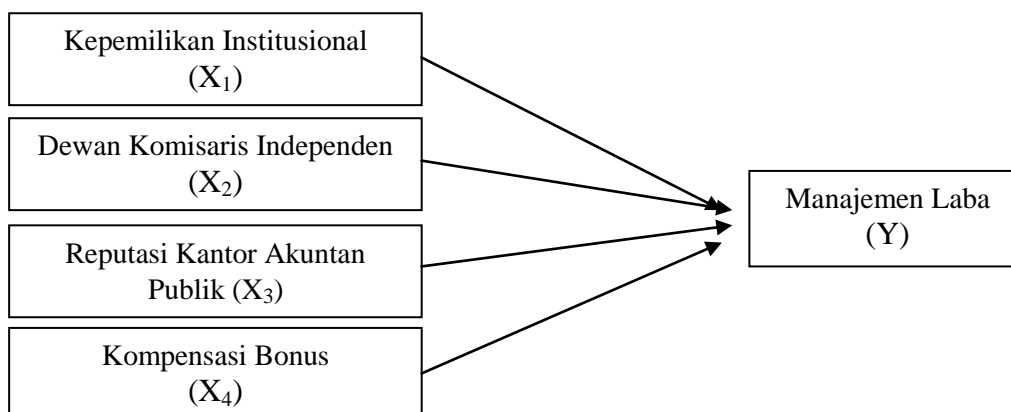 Kepemilikan Institusional
(X₁)
Dewan Komisaris Independen
(X₂)
Reputasi Kantor Akuntan
Publik (X₃)
Kompensasi Bonus
(X₄)
Manajemen Laba
(Y)